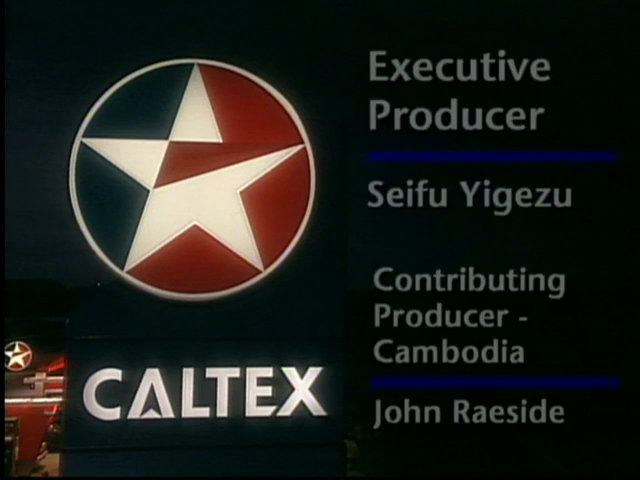 CALTEX
Executive
Producer
Seifu Yigezu
Contributing
Producer -
Cambodia
John Raeside